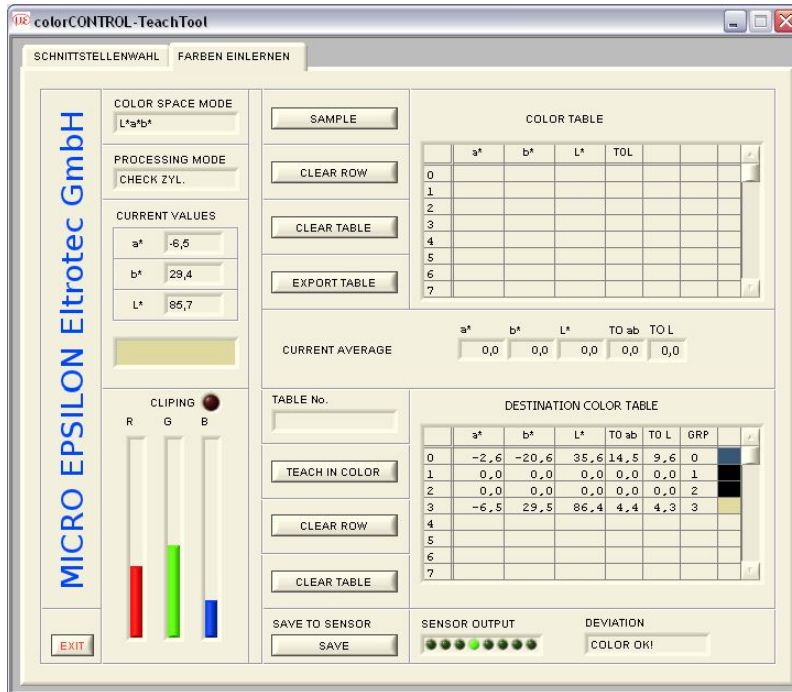 colorCONTROL-TeachTool
SCHNITTSTELLENWAHL FARBEN EINLERNEN
MICRO EPSILON Eltrotec GmbH
COLOR SPACE MODE
L*a*b*
PROCESSING MODE
CHECK ZYL.
CURRENT VALUES
a* -6,5
b* 29,4
L* 85,7
CLIPING
R G B
EXIT
SAMPLE
CLEAR ROW
CLEAR TABLE
EXPORT TABLE
COLOR TABLE
a* b* L* TOL
0
1
2
3
4
5
6
7
a* b* L* TO ab TO L
CURRENT AVERAGE 0,0 0,0 0,0 0,0 0,0
TABLE No.
TEACH IN COLOR
CLEAR ROW
CLEAR TABLE
SAVE TO SENSOR
SAVE
DESTINATION COLOR TABLE
a* b* L* TO ab TO L GRP
0 -2,6 -20,6 35,6 14,5 9,6 0
1 0,0 0,0 0,0 0,0 0,0 1
2 0,0 0,0 0,0 0,0 0,0 2
3 -6,5 29,5 86,4 4,4 4,3 3
4
5
6
7
SENSOR OUTPUT
DEVIATION
COLOR OK!